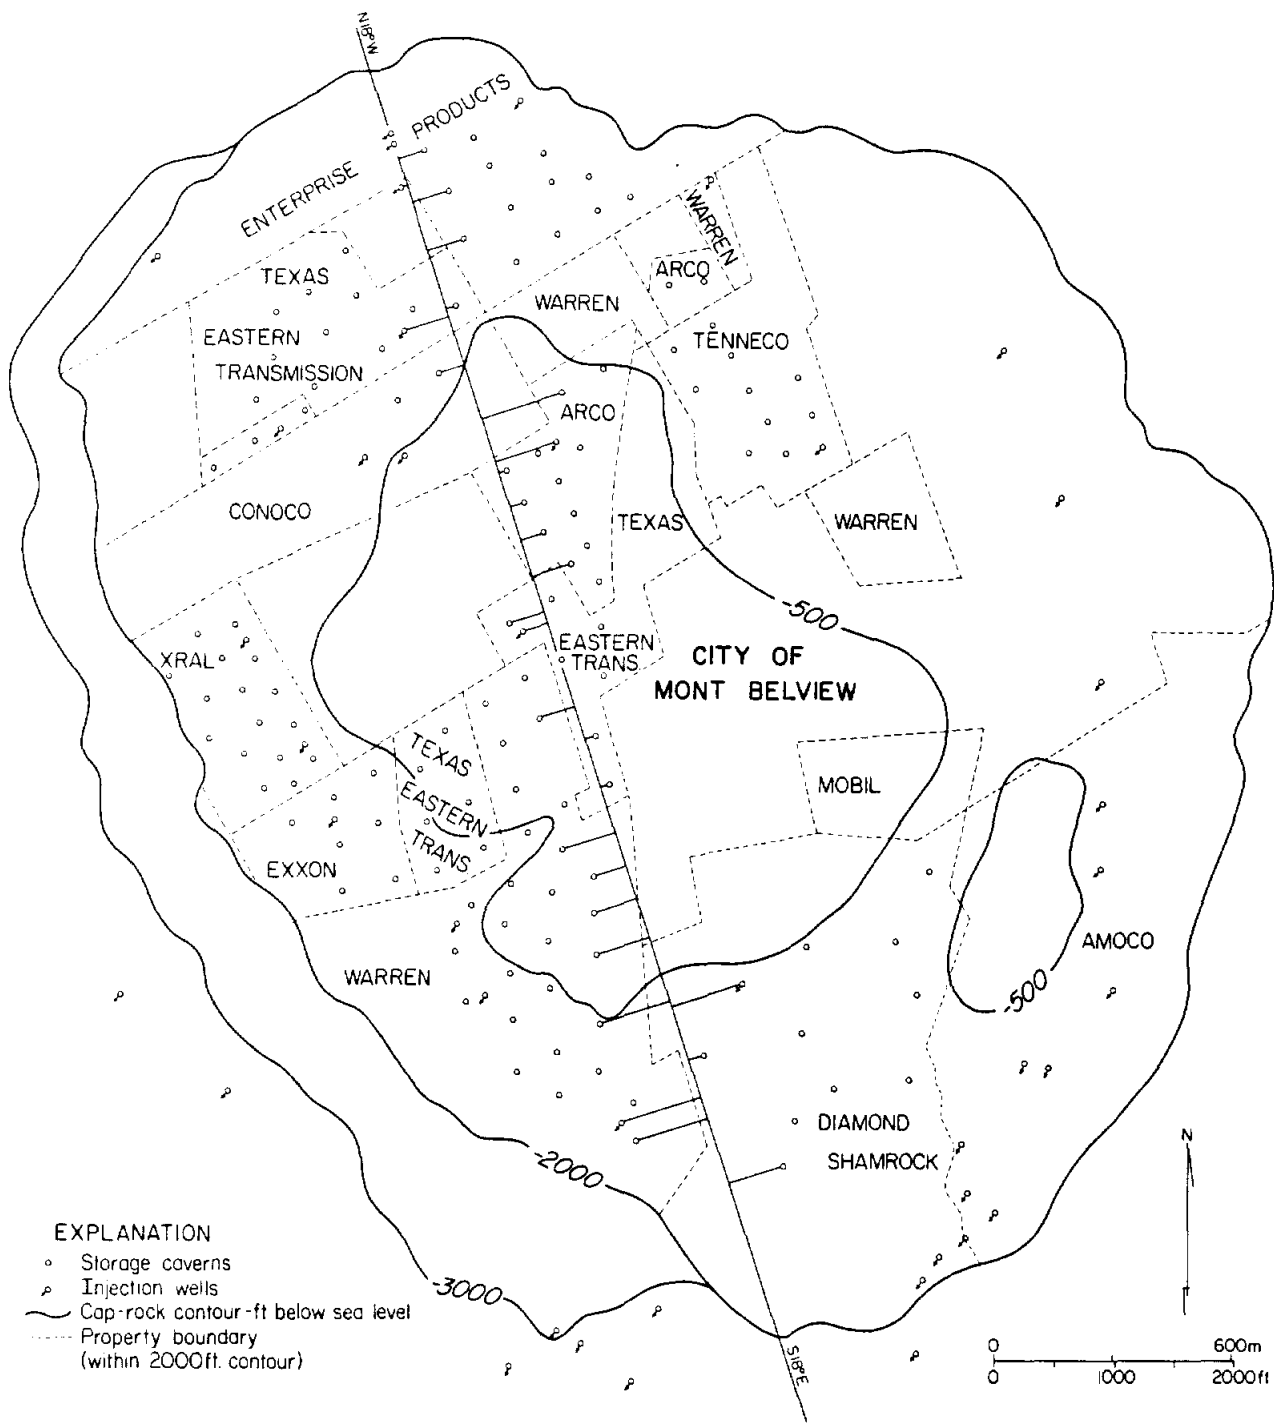 N18°W
PRODUCTS
ENTERPRISE
WARREN
TEXAS
ARCO
WARREN
EASTERN
TENNECO
TRANSMISSION
ARCO
CONOCO
TEXAS
WARREN
-500
XRAL
EASTERN
TRANS
CITY OF
MONT BELVIEW
TEXAS
EASTERN
TRANS
MOBIL
EXXON
AMOCO
WARREN
-500
DIAMOND
SHAMROCK
-2000
N
-3000
S18°E
EXPLANATION
Storage caverns
Injection wells
Cap-rock contour-ft below sea level
Property boundary
(within 2000ft. contour)
0 600m
0 1000 2000ft